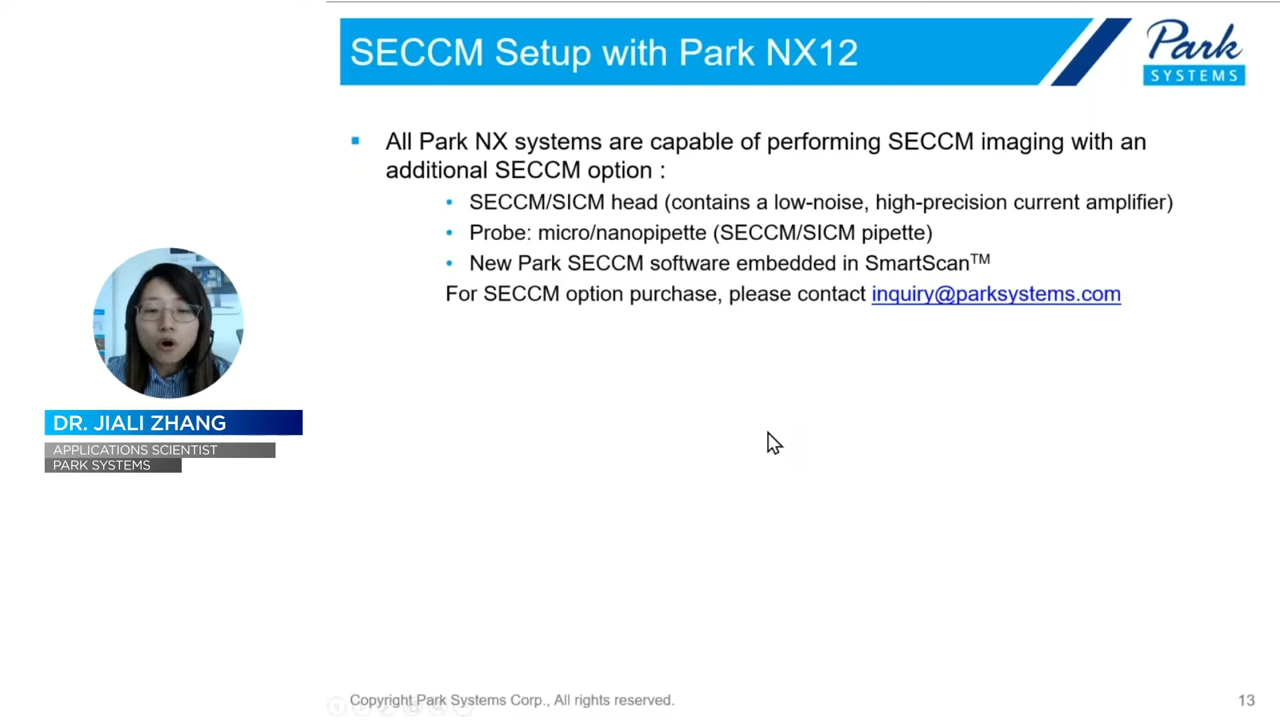 SECCM Setup with Park NX12
Park
SYSTEMS
▪ All Park NX systems are capable of performing SECCM imaging with an
additional SECCM option :
• SECCM/SICM head (contains a low-noise, high-precision current amplifier)
• Probe: micro/nanopipette (SECCM/SICM pipette)
• New Park SECCM software embedded in SmartScan™
For SECCM option purchase, please contact inquiry@parksystems.com
DR. JIALI ZHANG
APPLICATIONS SCIENTIST
PARK SYSTEMS
Copyright Park Systems Corp., All rights reserved.
13